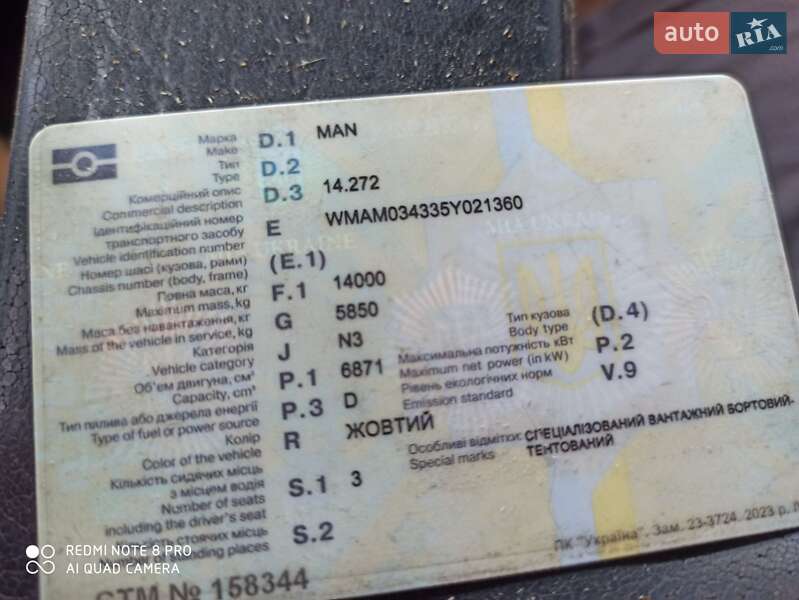 auto RIA .com
Марка D.1 MAN
Make
Тип D.2
Type
Комерційний опис D.3 14.272
Commercial description
Ідентифікаційний номер
транспортного засобу E WMAM034335Y021360
Vehicle identification number
Номер шасі (кузова, рами) (E.1)
Chassis number (body, frame)
Повна маса, кг F.1 14000
Maximum mass, kg
Маса без навантаження, кг G 5850
Mass of the vehicle in service, kg
Категорія J N3
Vehicle category
Об'єм двигуна, см³ P.1 6871
Capacity, cm³
Тип палива або джерела енергії P.3 D
Type of fuel or power source
Колір R ЖОВТИЙ
Color of the vehicle
Кількість сидячих місць
з місцем водія S.1 3
Number of seats
including the driver's seat
стоячих місць S.2
places
Тип кузова (D.4)
Body type
Максимальна потужність кВт P.2
Maximum net power (in kW)
Рівень екологічних норм V.9
Emission standard
Особливі відмітки: СПЕЦІАЛІЗОВАНИЙ ВАНТАЖНИЙ БОРТОВИЙ-
Special marks ТЕНТОВАНИЙ
ПК "Україна". Зам. 23-3724. 2023 р.
СТМ № 158344
REDMI NOTE 8 PRO
AI QUAD CAMERA